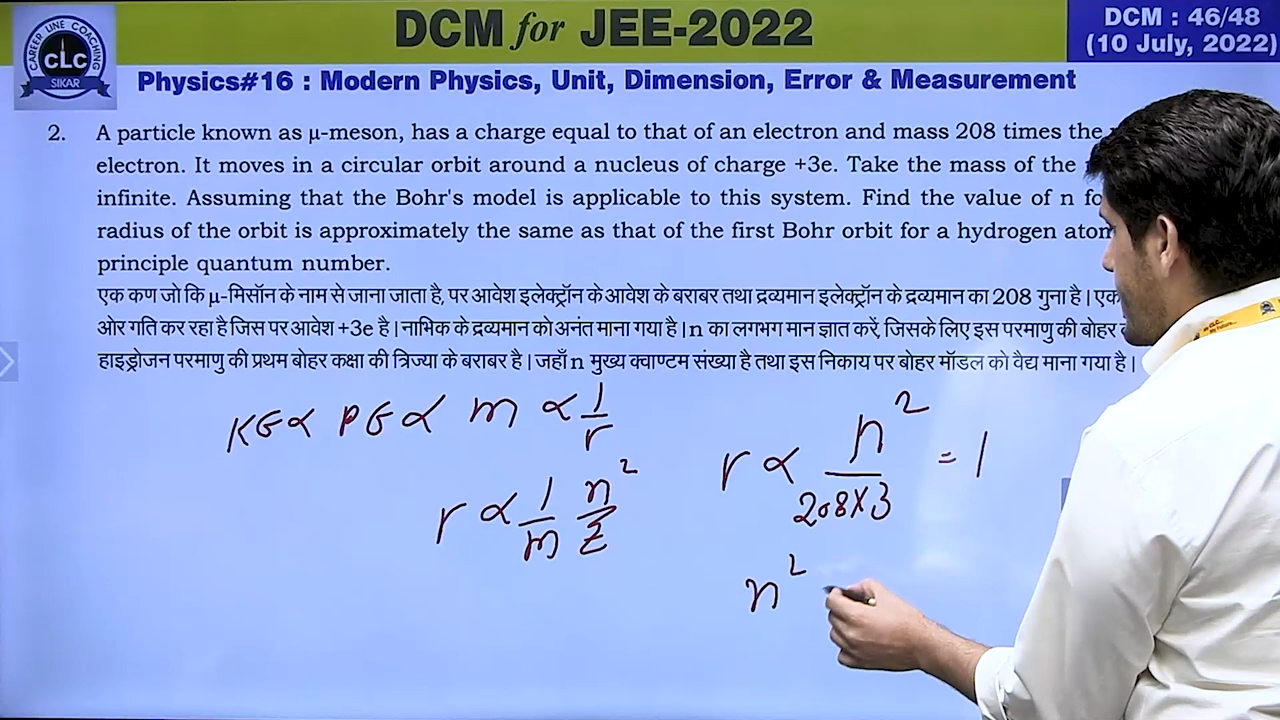 DCM for JEE-2022
DCM : 46/48
(10 July, 2022)
CAREER LINE COACHING
CLC
SIKAR
Physics#16 : Modern Physics, Unit, Dimension, Error & Measurement
2. A particle known as µ-meson, has a charge equal to that of an electron and mass 208 times the
electron. It moves in a circular orbit around a nucleus of charge +3e. Take the mass of the
infinite. Assuming that the Bohr's model is applicable to this system. Find the value of n
radius of the orbit is approximately the same as that of the first Bohr orbit for a hydrogen atom
principle quantum number.
एक कण जो कि µ-मिसॉन के नाम से जाना जाता है, पर आवेश इलेक्ट्रॉन के आवेश के बराबर तथा द्रव्यमान इलेक्ट्रॉन के द्रव्यमान का 208 गुना है। एक
ओर गति कर रहा है जिस पर आवेश +3e है। नाभिक के द्रव्यमान को अनंत माना गया है। n का लगभग मान ज्ञात करें, जिसके लिए इस परमाणु की बोहर
हाइड्रोजन परमाणु की प्रथम बोहर कक्षा की त्रिज्या के बराबर है। जहाँ n मुख्य क्वाण्टम संख्या है तथा इस निकाय पर बोहर मॉडल को वैद्य माना गया है।
KE ∝ PE ∝ m ∝ 1/r
r ∝ 1/m n²/z
r ∝ n²/208×3 = 1
n²